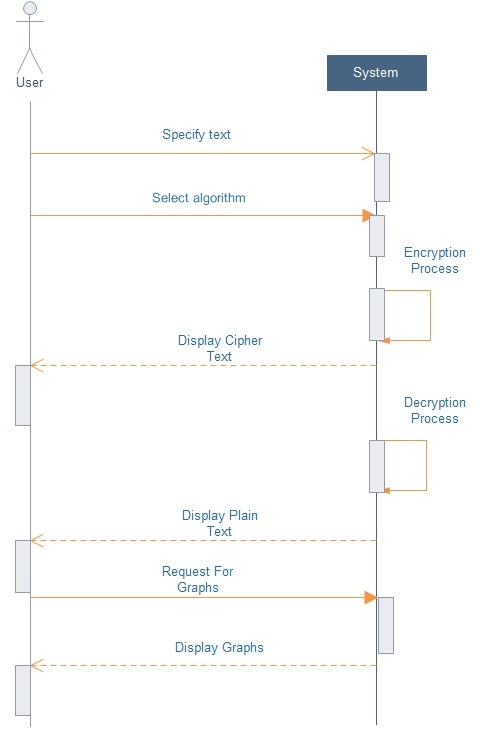 User
System
Specify text
Select algorithm
Encryption
Process
Display Cipher
Text
Decryption
Process
Display Plain
Text
Request For
Graphs
Display Graphs